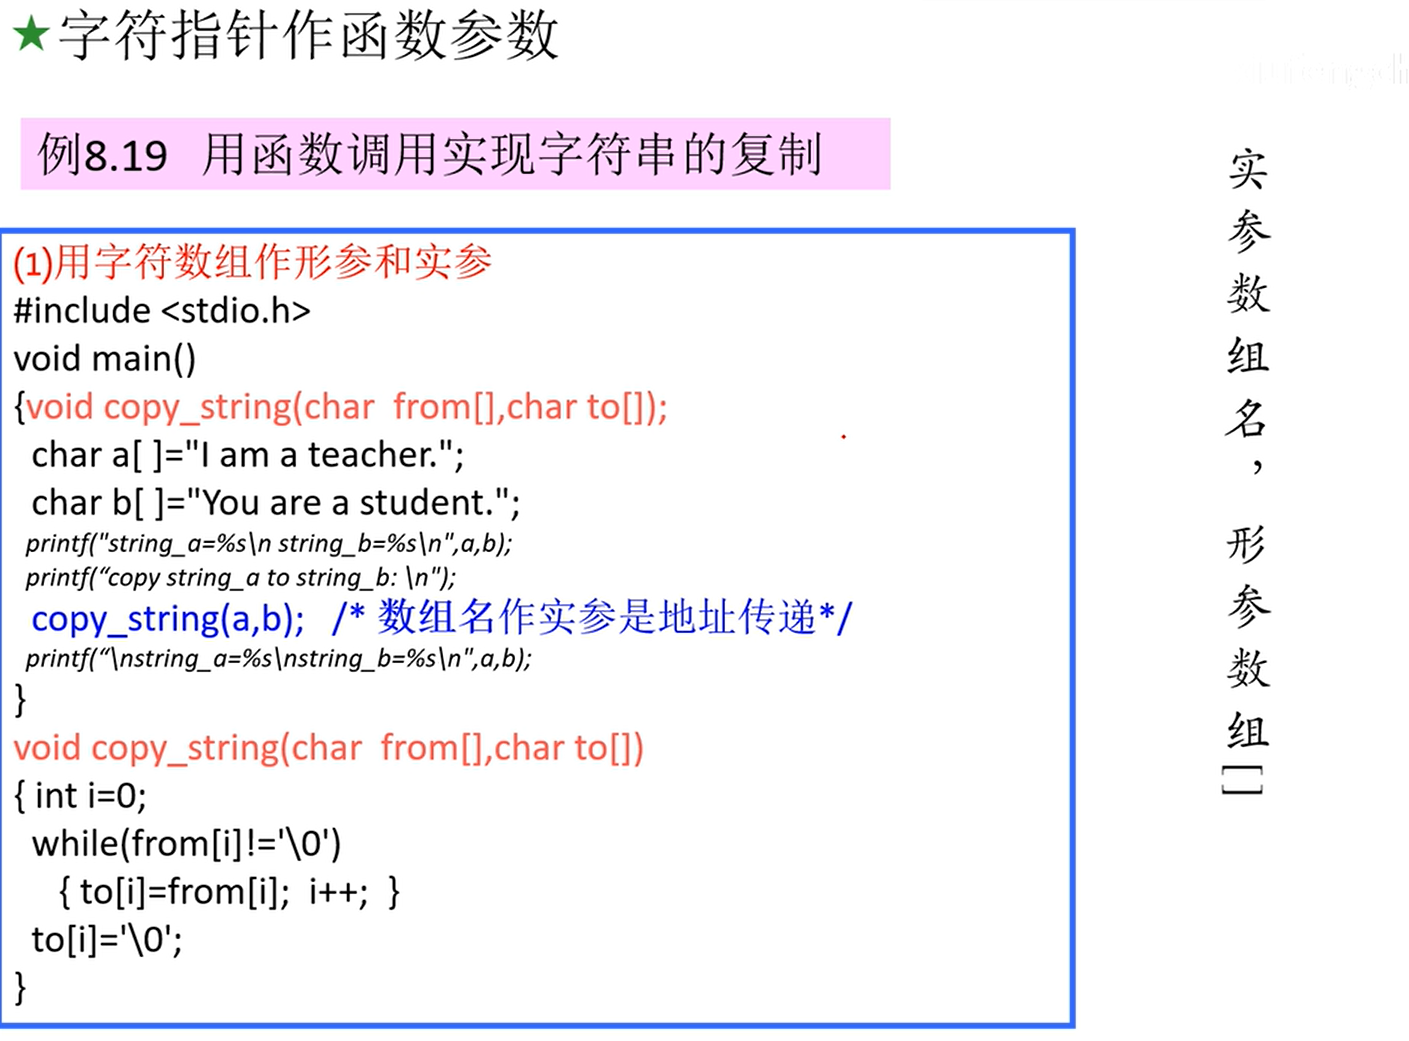 ★字符指针作函数参数
例8.19 用函数调用实现字符串的复制
(1)用字符数组作形参和实参
#include <stdio.h>
void main()
{void copy_string(char from[],char to[]);
char a[ ]="I am a teacher.";
char b[ ]="You are a student.";
printf("string_a=%s\n string_b=%s\n",a,b);
printf(“copy string_a to string_b: \n");
copy_string(a,b); /* 数组名作实参是地址传递*/
printf(“\nstring_a=%s\nstring_b=%s\n",a,b);
}
void copy_string(char from[],char to[])
{ int i=0;
while(from[i]!='\0')
{ to[i]=from[i]; i++; }
to[i]='\0';
}
实参数组名，形参数组[]